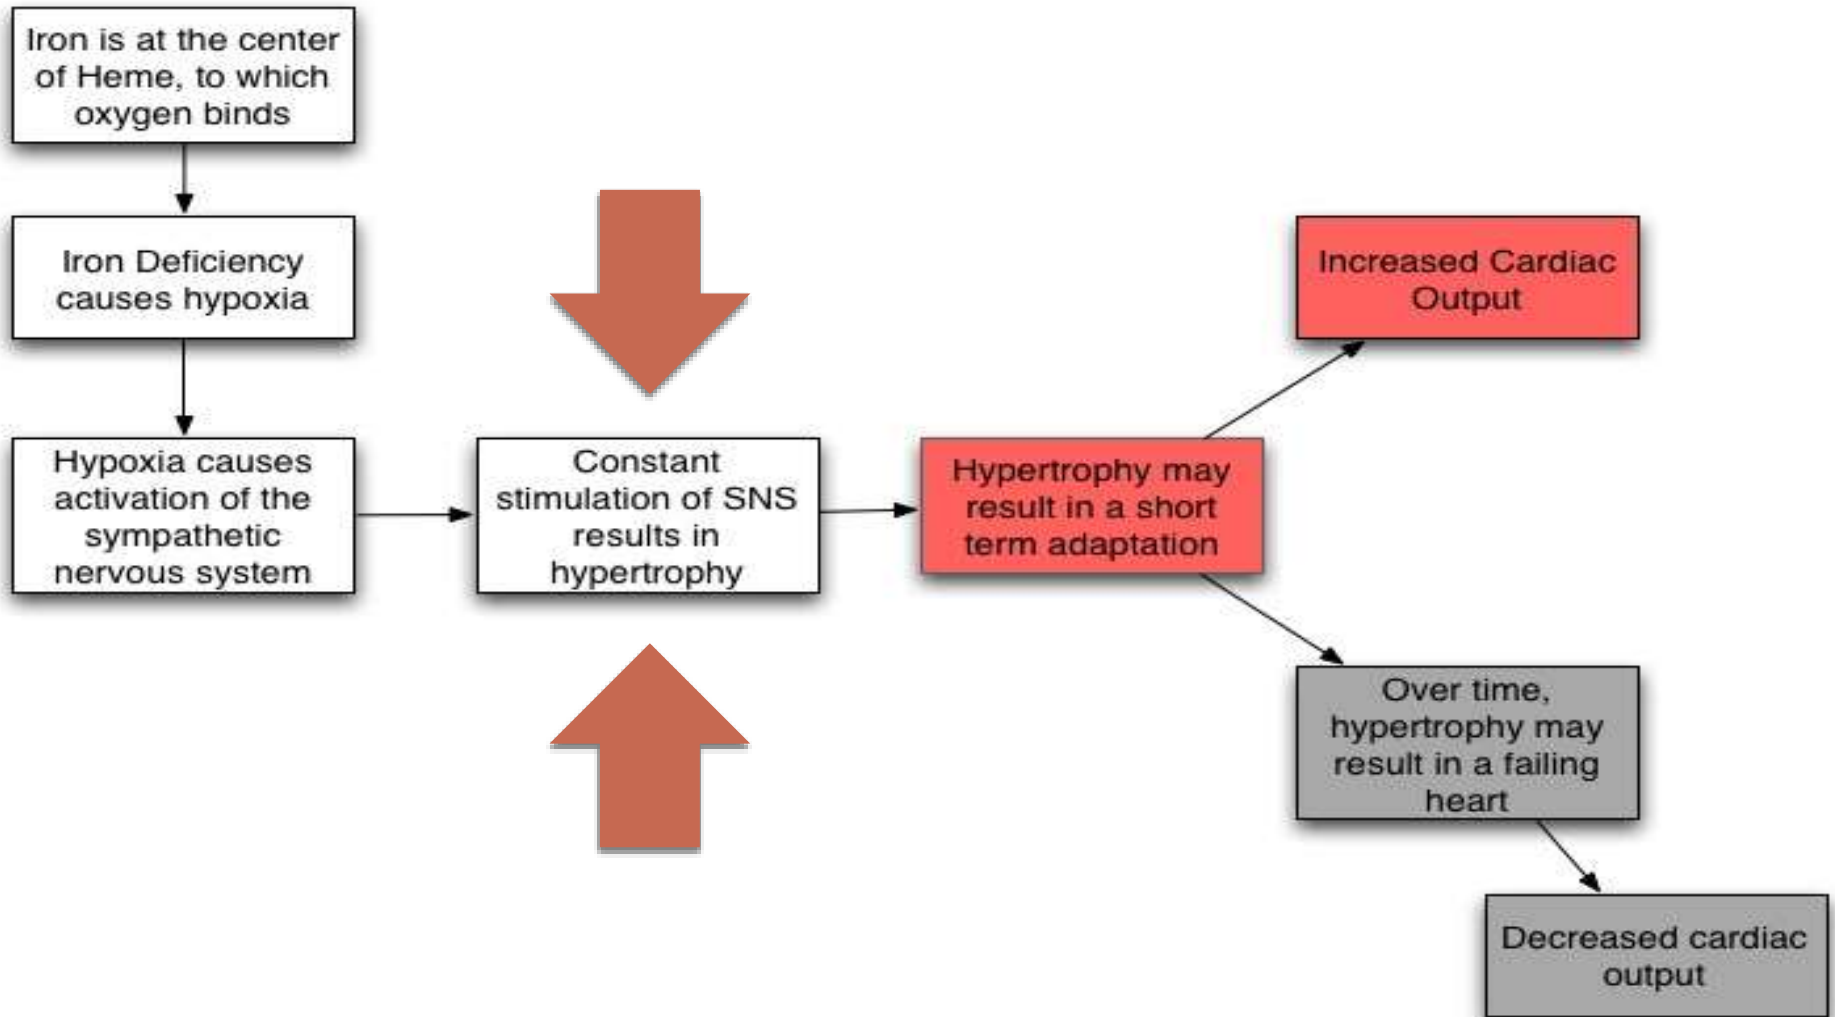 Iron is at the center
of Heme, to which
oxygen binds
Iron Deficiency
causes hypoxia
Hypoxia causes
activation of the
sympathetic
nervous system
Constant
stimulation of SNS
results in
hypertrophy
Hypertrophy may
result in a short
term adaptation
Increased Cardiac
Output
Over time,
hypertrophy may
result in a failing
heart
Decreased cardiac
output